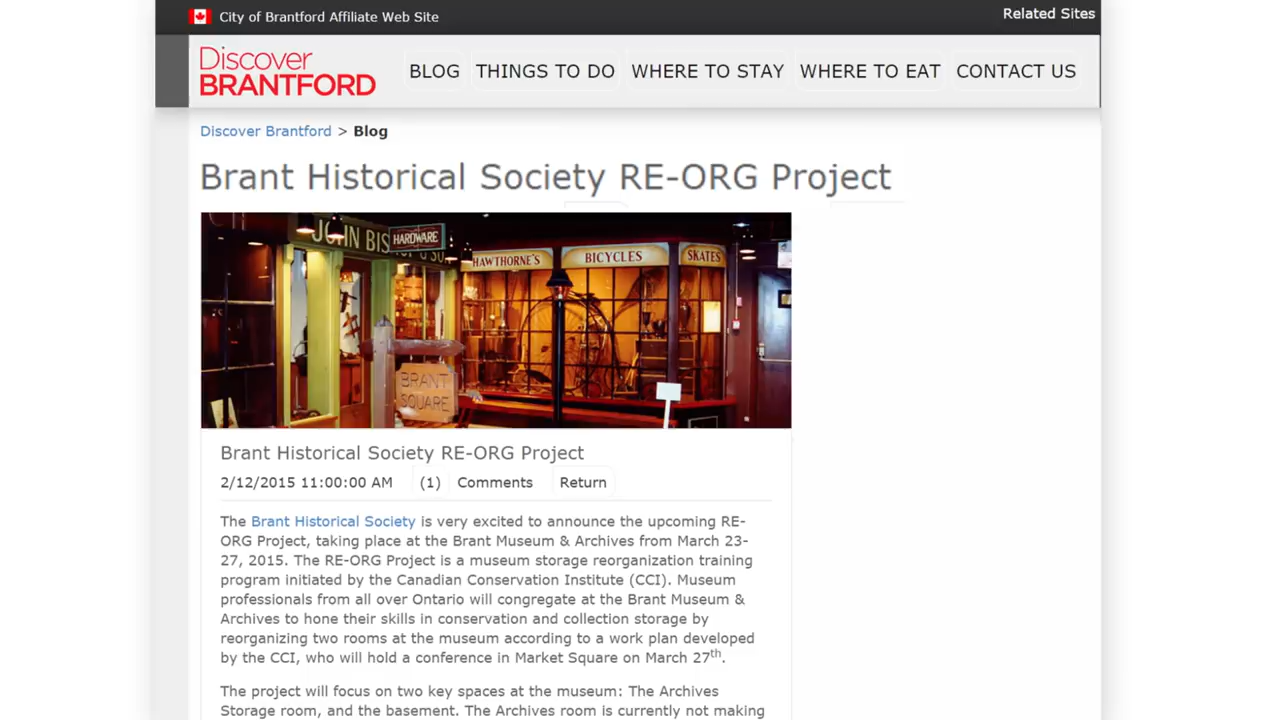 City of Brantford Affiliate Web Site
Related Sites
Discover
BRANTFORD
BLOG THINGS TO DO WHERE TO STAY WHERE TO EAT CONTACT US
Discover Brantford > Blog
Brant Historical Society RE-ORG Project
JOHN BIS
HARDWARE
HAWTHORNE'S
BICYCLES
SKATES
BRANT
SQUARE
Brant Historical Society RE-ORG Project
2/12/2015 11:00:00 AM (1) Comments Return
The Brant Historical Society is very excited to announce the upcoming RE-
ORG Project, taking place at the Brant Museum & Archives from March 23-
27, 2015. The RE-ORG Project is a museum storage reorganization training
program initiated by the Canadian Conservation Institute (CCI). Museum
professionals from all over Ontario will congregate at the Brant Museum &
Archives to hone their skills in conservation and collection storage by
reorganizing two rooms at the museum according to a work plan developed
by the CCI, who will hold a conference in Market Square on March 27th.
The project will focus on two key spaces at the museum: The Archives
Storage room, and the basement. The Archives room is currently not making